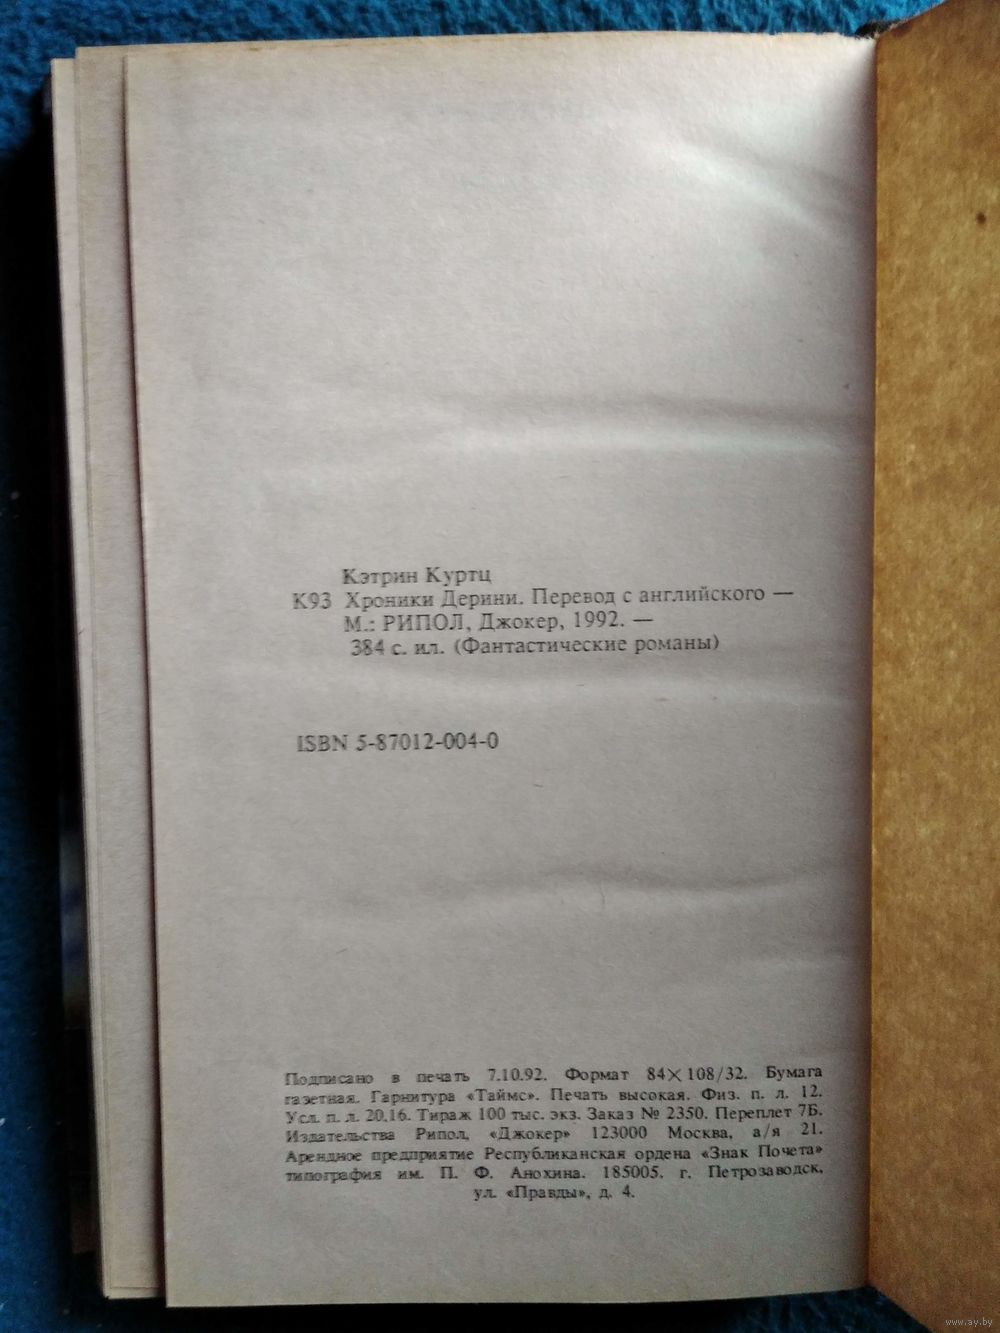 Кэтрин Куртц
К93 Хроники Дерини. Перевод с английского —
М.: РИПОЛ, Джокер, 1992. —
384 с. ил. (Фантастические романы)
ISBN 5-87012-004-0
Подписано в печать 7.10.92. Формат 84×108/32. Бумага
газетная. Гарнитура «Таймс». Печать высокая. Физ. п. л. 12.
Усл. п. л. 20,16. Тираж 100 тыс. экз. Заказ № 2350. Переплет 7Б.
Издательства Рипол, «Джокер» 123000 Москва, а/я 21.
Арендное предприятие Республиканская ордена «Знак Почета»
типография им. П. Ф. Анохина. 185005, г. Петрозаводск,
ул. «Правды», д. 4.
www.ay.by